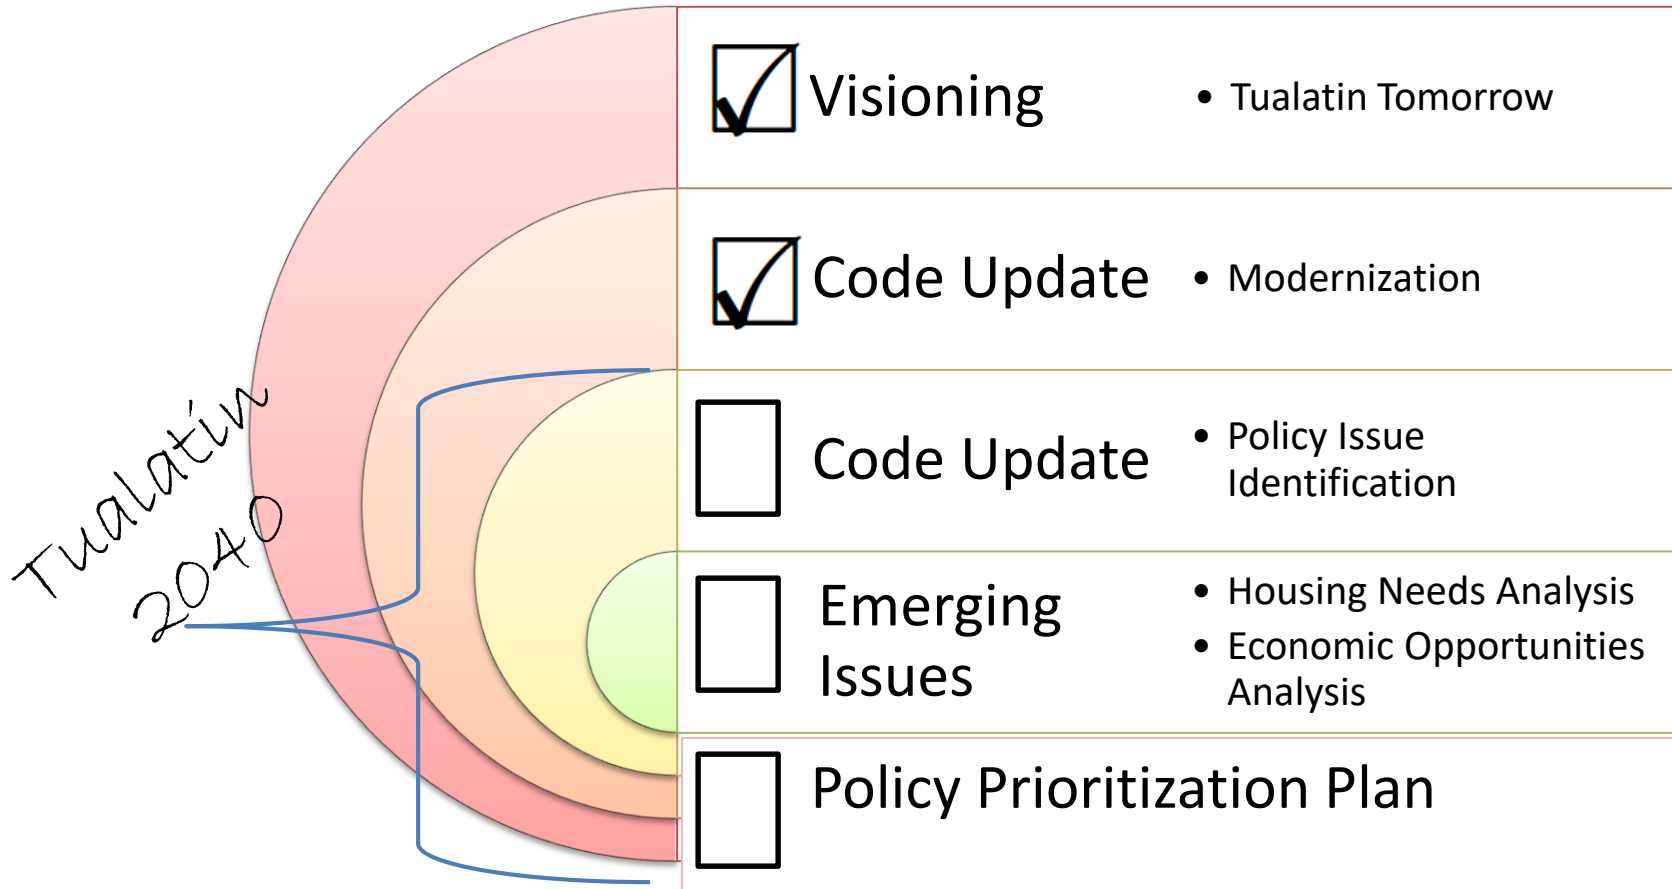 Visioning
• Tualatin Tomorrow
Code Update
• Modernization
Code Update
• Policy Issue
Identification
Emerging
Issues
• Housing Needs Analysis
• Economic Opportunities
Analysis
Policy Prioritization Plan
Tualatin
2040